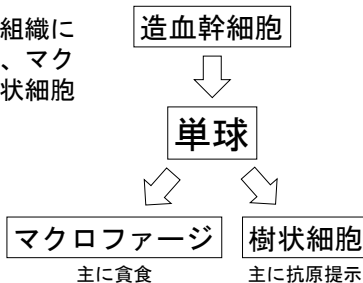 組織に
、マク
状細胞
造血幹細胞
単球
マクロファージ
樹状細胞
主に貪食
主に抗原提示